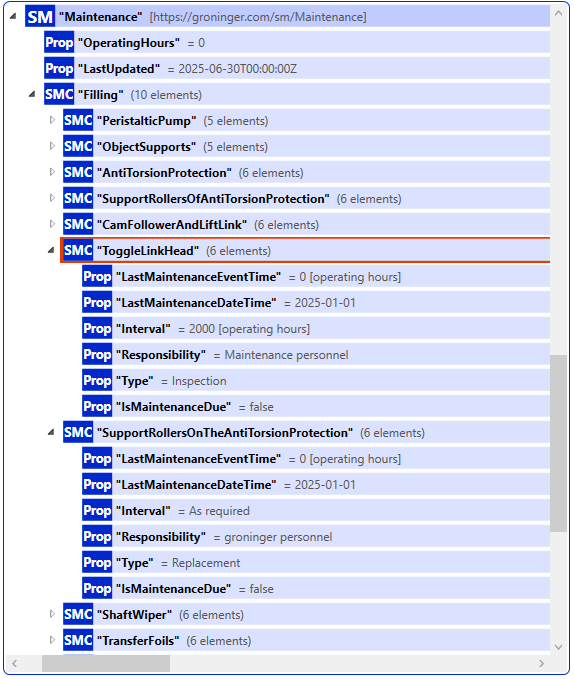 SM "Maintenance" [https://groninger.com/sm/Maintenance]
Prop "OperatingHours" = 0
Prop "LastUpdated" = 2025-06-30T00:00:00Z
SMC "Filling" (10 elements)
SMC "PeristalticPump" (5 elements)
SMC "ObjectSupports" (5 elements)
SMC "AntiTorsionProtection" (6 elements)
SMC "SupportRollersOfAntiTorsionProtection" (6 elements)
SMC "CamFollowerAndLiftLink" (6 elements)
SMC "ToggleLinkHead" (6 elements)
Prop "LastMaintenanceEventTime" = 0 [operating hours]
Prop "LastMaintenanceDateTime" = 2025-01-01
Prop "Interval" = 2000 [operating hours]
Prop "Responsibility" = Maintenance personnel
Prop "Type" = Inspection
Prop "IsMaintenanceDue" = false
SMC "SupportRollersOnTheAntiTorsionProtection" (6 elements)
Prop "LastMaintenanceEventTime" = 0 [operating hours]
Prop "LastMaintenanceDateTime" = 2025-01-01
Prop "Interval" = As required
Prop "Responsibility" = groninger personnel
Prop "Type" = Replacement
Prop "IsMaintenanceDue" = false
SMC "ShaftWiper" (6 elements)
SMC "TransferFoils" (6 elements)